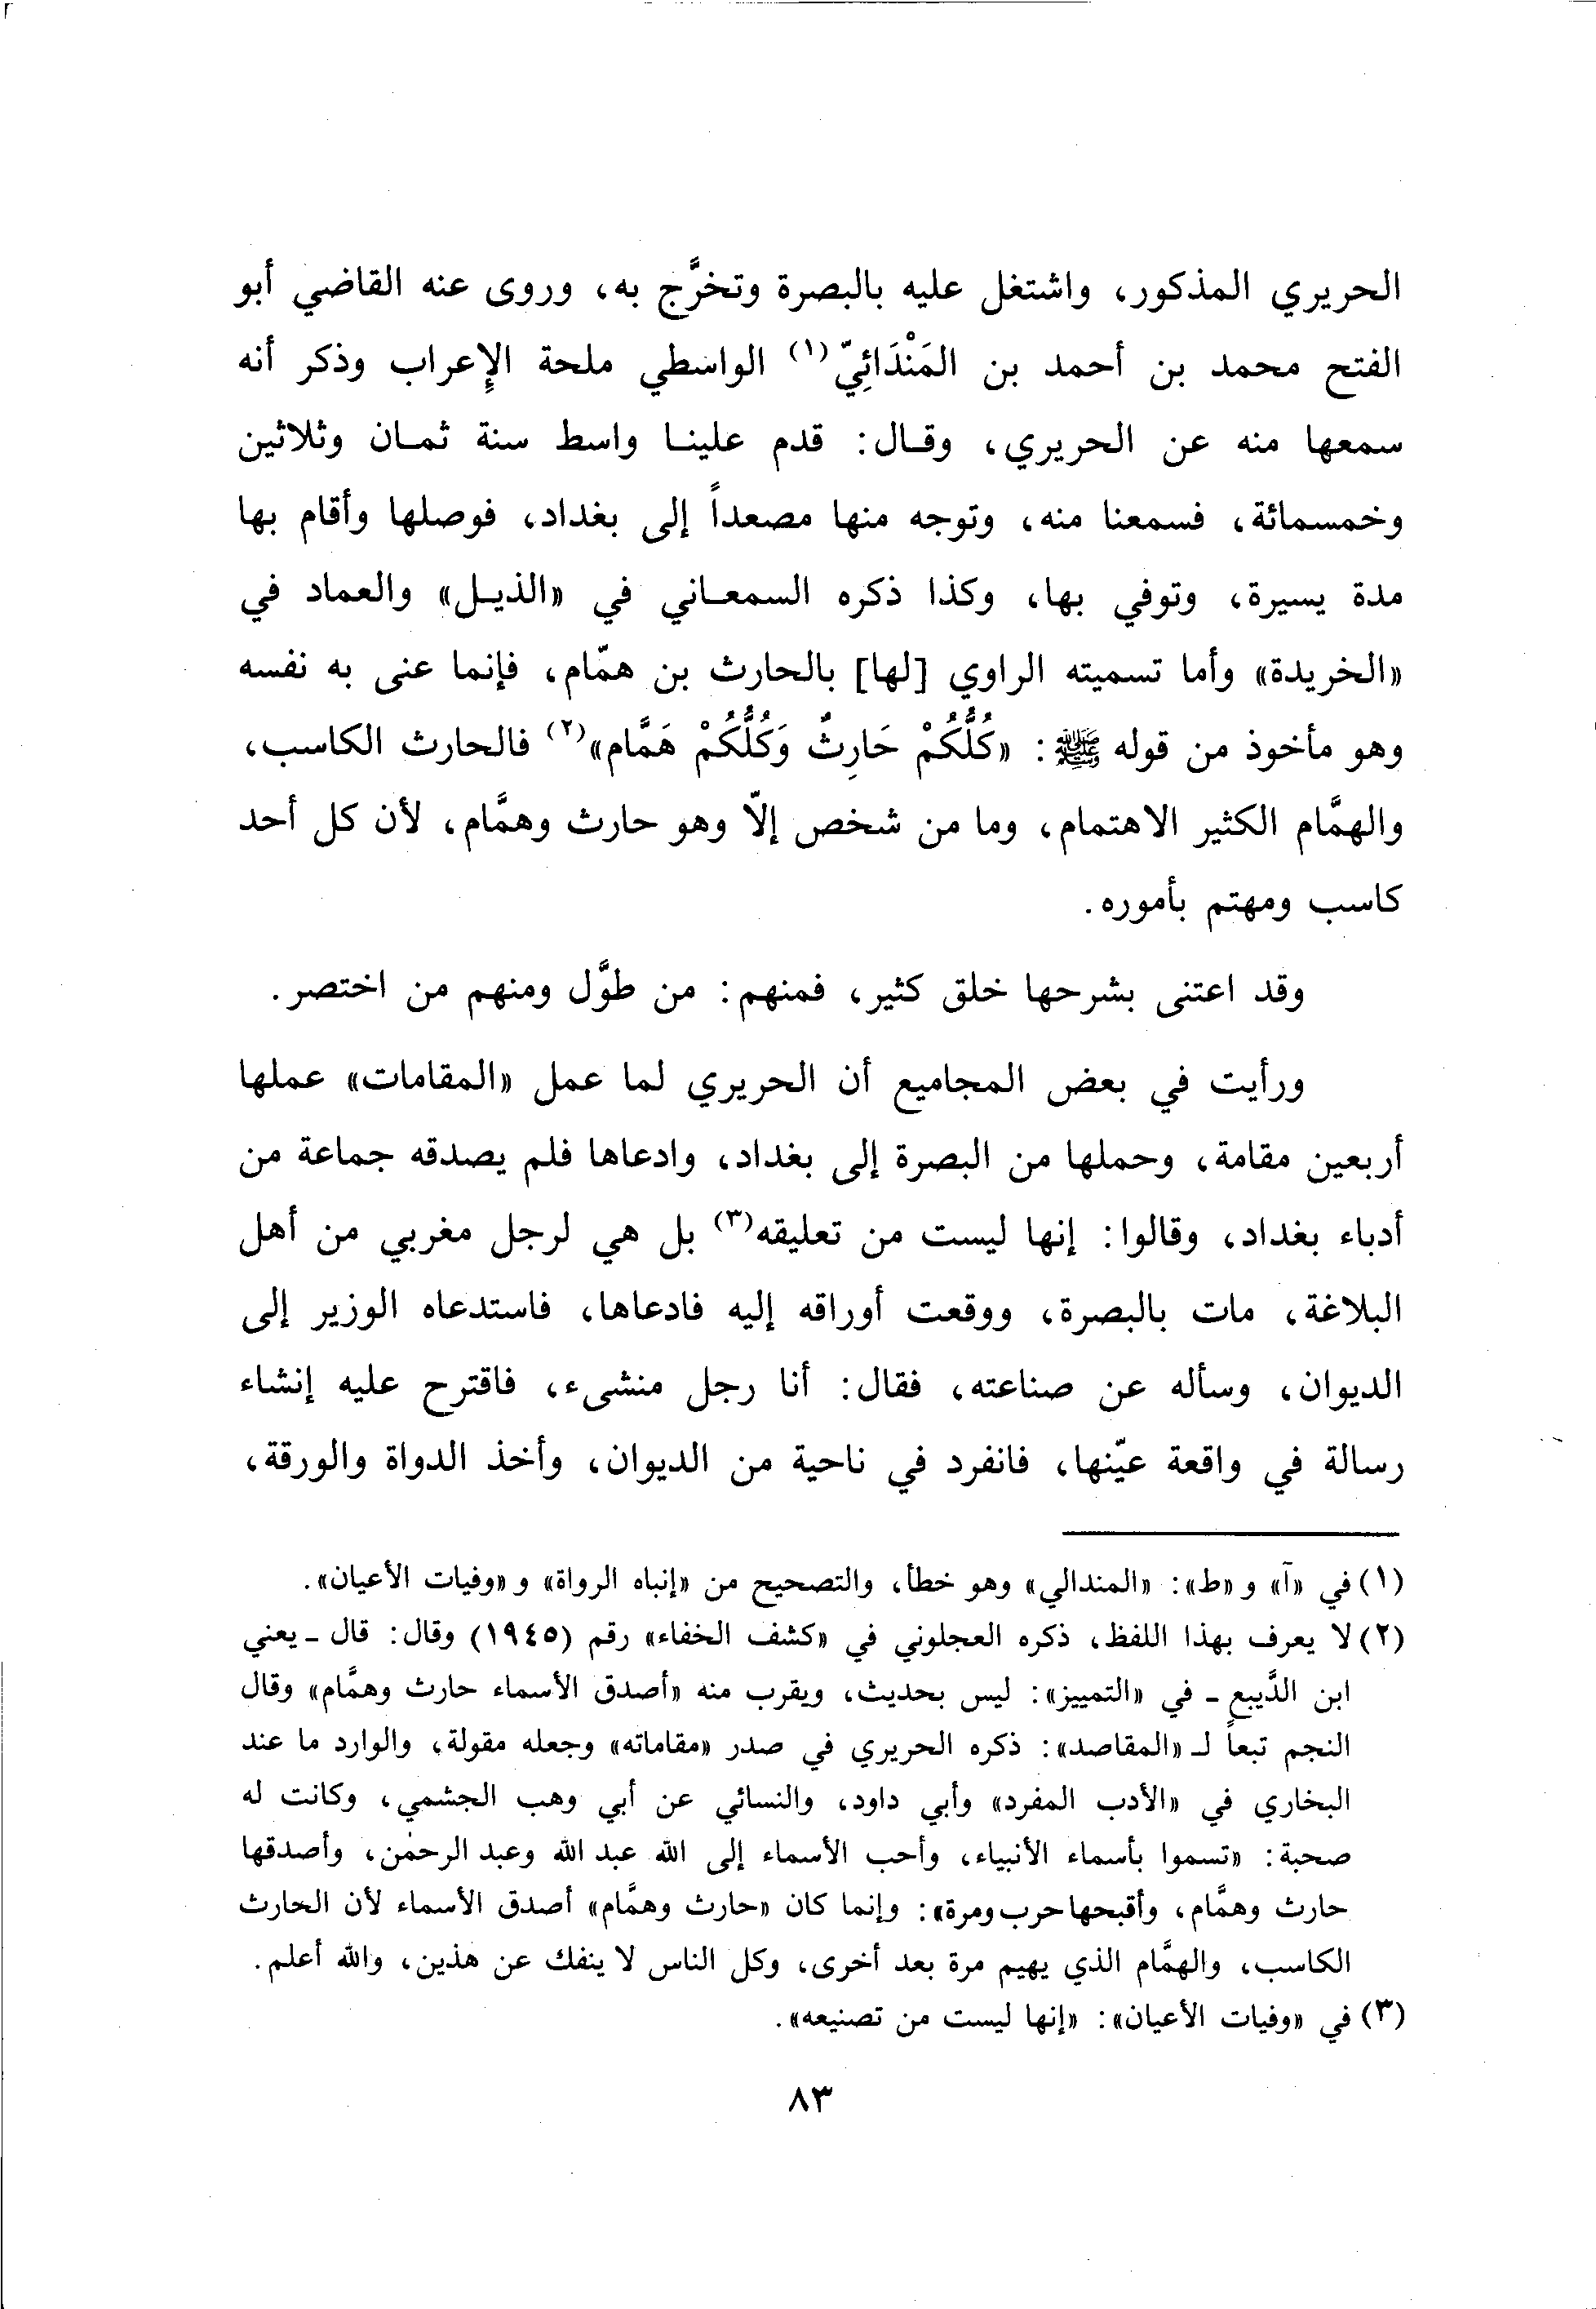 الحريري المذكور، واشتغل عليه بالبصرة وتخرَّج به، وروى عنه القاضي أبو
الفتح محمد بن أحمد بن المَنْدَائِيّ(١) الواسطي ملحة الإعراب وذكر أنه
سمعها منه عن الحريري، وقال: قدم علينا واسط سنة ثمان وثلاثين
وخمسمائة، فسمعنا منه، وتوجه منها مصعداً إلى بغداد، فوصلها وأقام بها
مدة يسيرة، وتوفي بها، وكذا ذكره السمعاني في «الذيل» والعماد في
«الخريدة» وأما تسميته الراوي [لها] بالحارث بن همّام، فإنما عنى به نفسه
وهو مأخوذ من قوله ﷺ: «كُلُّكُمْ حَارِثٌ وَكُلُّكُمْ هَمَّام»(٢) فالحارث الكاسب،
والهمَّام الكثير الاهتمام، وما من شخص إلّا وهو حارث وهمَّام، لأن كل أحد
كاسب ومهتم بأموره.
وقد اعتنى بشرحها خلق كثير، فمنهم: من طوَّل ومنهم من اختصر.
ورأيت في بعض المجاميع أن الحريري لما عمل «المقامات» عملها
أربعين مقامة، وحملها من البصرة إلى بغداد، وادعاها فلم يصدقه جماعة من
أدباء بغداد، وقالوا: إنها ليست من تعليقه(٣) بل هي لرجل مغربي من أهل
البلاغة، مات بالبصرة، ووقعت أوراقه إليه فادعاها، فاستدعاه الوزير إلى
الديوان، وسأله عن صناعته، فقال: أنا رجل منشىء، فاقترح عليه إنشاء
رسالة في واقعة عيّنها، فانفرد في ناحية من الديوان، وأخذ الدواة والورقة،
(١) في «آ» و «ط»: «المندالي» وهو خطأ، والتصحيح من «إنباه الرواة» و «وفيات الأعيان».
(٢) لا يعرف بهذا اللفظ، ذكره العجلوني في «كشف الخفاء» رقم (١٩٤٥) وقال: قال ـ يعني
ابن الدَّيبع ـ في «التمييز»: ليس بحديث، ويقرب منه «أصدق الأسماء حارث وهمَّام» وقال
النجم تبعاً لـ «المقاصد»: ذكره الحريري في صدر «مقاماته» وجعله مقولة، والوارد ما عند
البخاري في «الأدب المفرد» وأبي داود، والنسائي عن أبي وهب الجشمي، وكانت له
صحبة: «تسموا بأسماء الأنبياء، وأحب الأسماء إلى الله عبد الله وعبد الرحمٰن، وأصدقها
حارث وهمَّام، وأقبحها حرب ومرة»: وإنما كان «حارث وهمَّام» أصدق الأسماء لأن الحارث
الكاسب، والهمَّام الذي يهيم مرة بعد أخرى، وكل الناس لا ينفك عن هذين، والله أعلم.
(٣) في «وفيات الأعيان»: «إنها ليست من تصنيعه».
٨٣